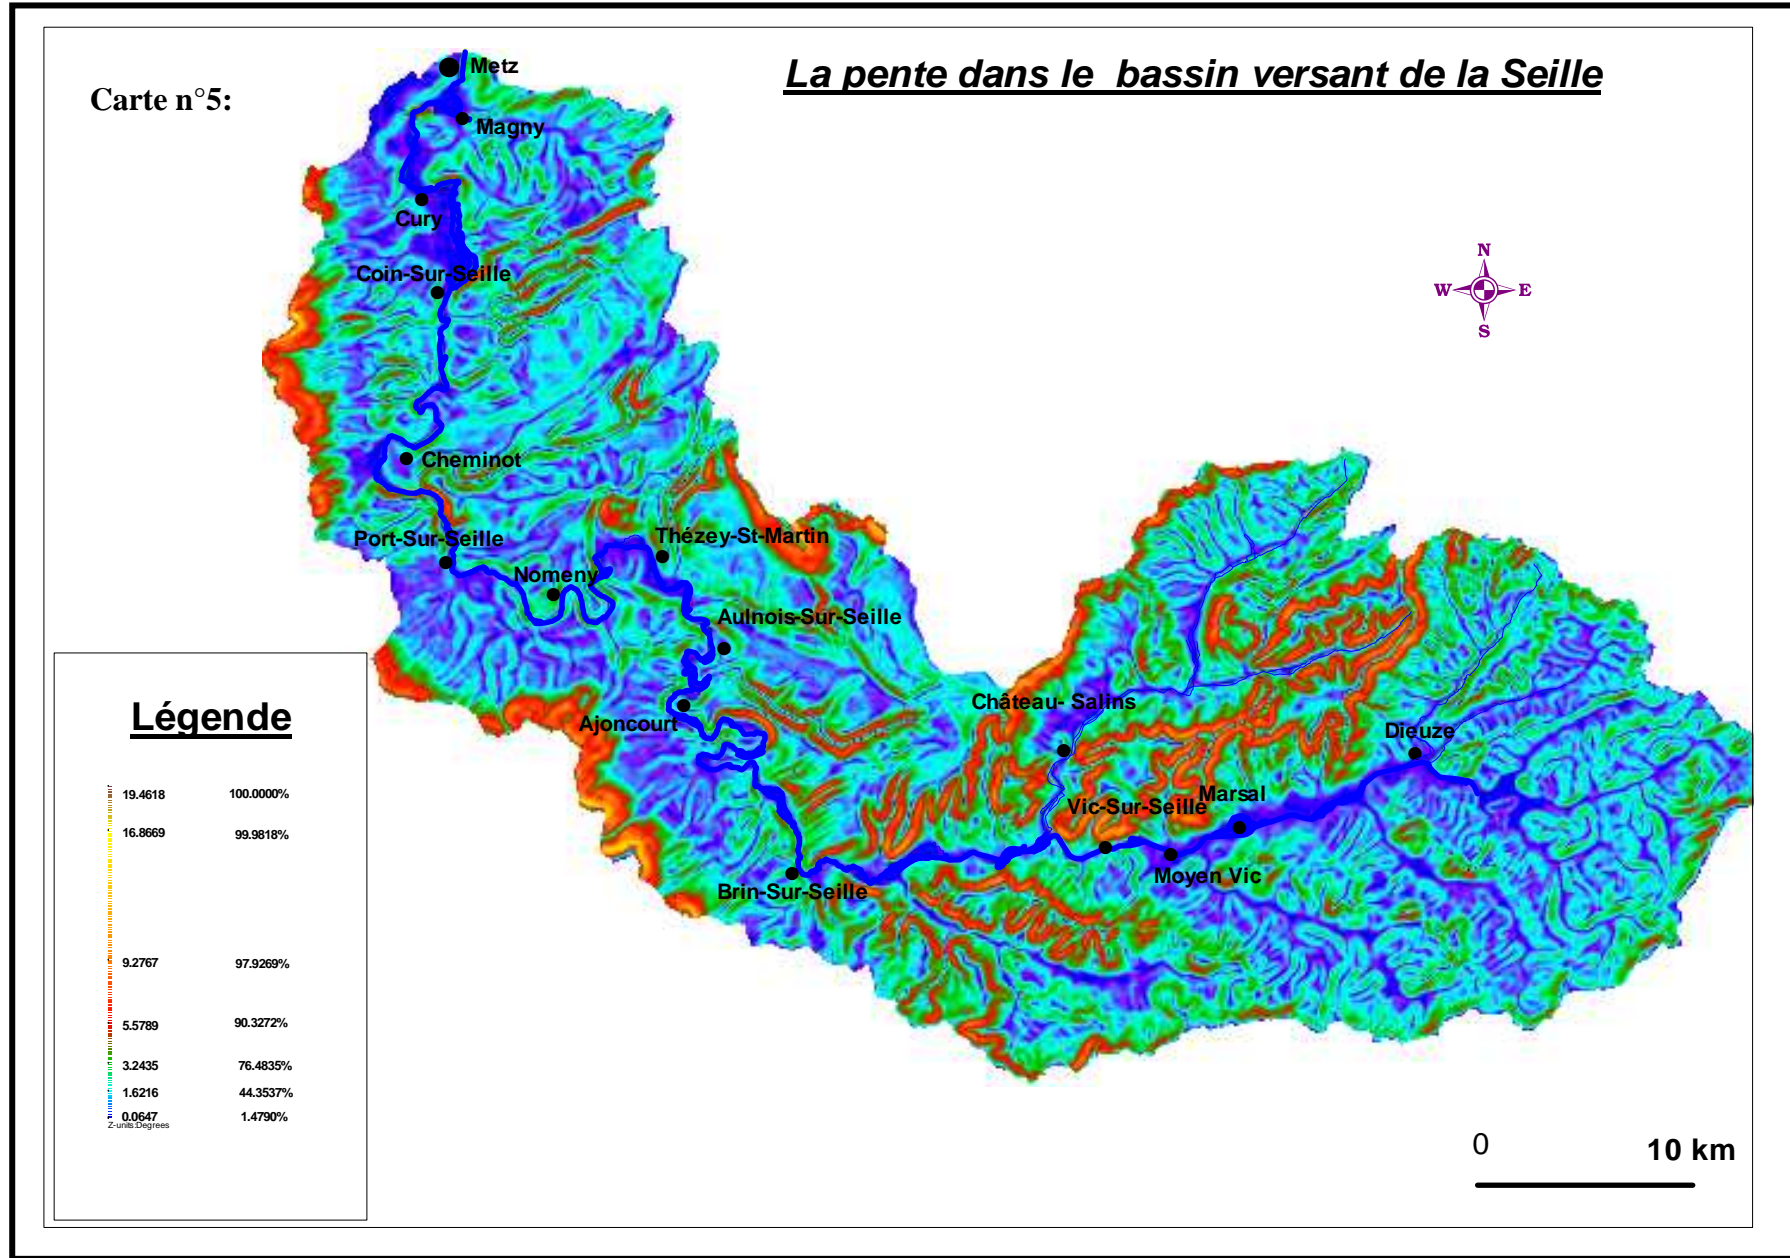 La pente dans le bassin versant de la Seille
Carte n°5:
Metz
Magny
Cury
Coin-Sur-Seille
Cheminot
Port-Sur-Seille
Nomeny
Thézey-St-Martin
Aulnois-Sur-Seille
Ajoncourt
Brin-Sur-Seille
Château- Salins
Vic-Sur-Seille
Marsal
Moyen Vic
Dieuze
N
W E
S
Légende
19.4618 100.0000%
16.8669 99.9818%
9.2767 97.9269%
5.5789 90.3272%
3.2435 76.4835%
1.6216 44.3537%
0.0647 1.4790%
Z-units:Degrees
0 10 km